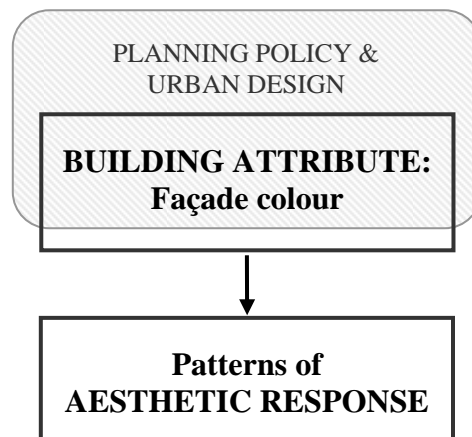 PLANNING POLICY &
URBAN DESIGN
BUILDING ATTRIBUTE:
Façade colour
Patterns of
AESTHETIC RESPONSE